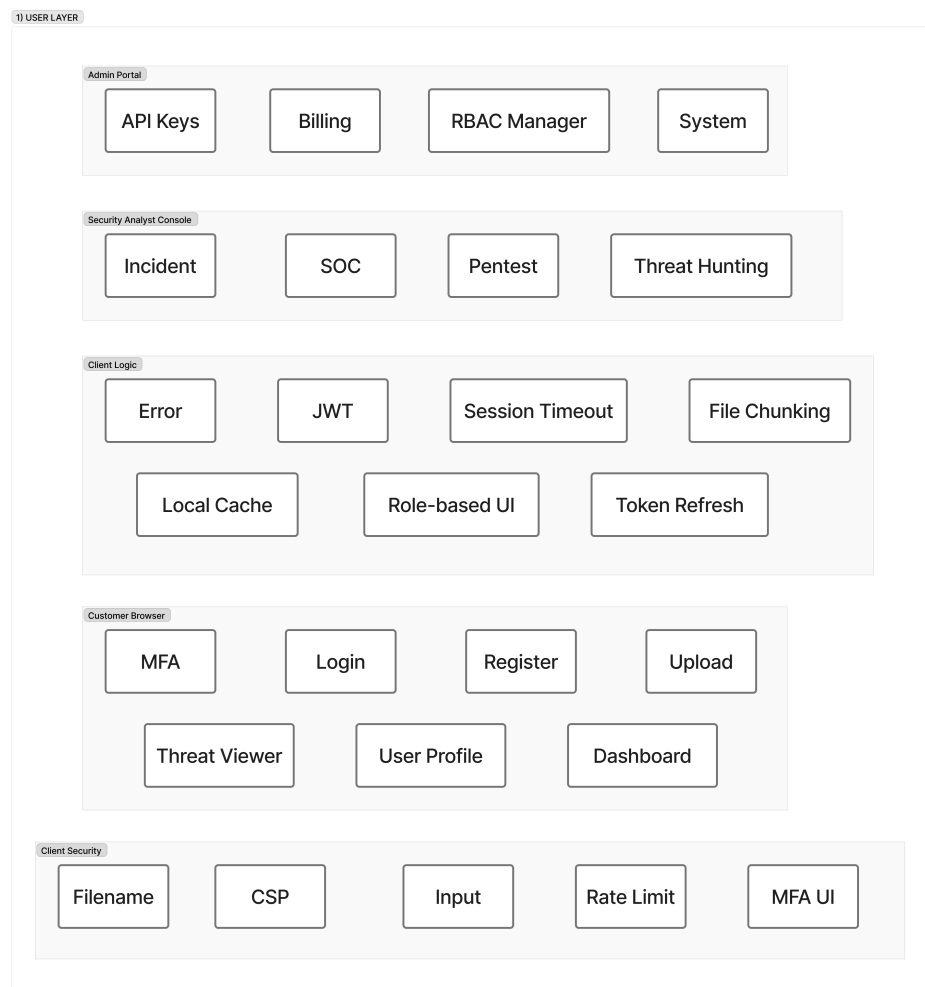 1) USER LAYER
Admin Portal
API Keys
Billing
RBAC Manager
System
Security Analyst Console
Incident
SOC
Pentest
Threat Hunting
Client Logic
Error
JWT
Session Timeout
File Chunking
Local Cache
Role-based UI
Token Refresh
Customer Browser
MFA
Login
Register
Upload
Threat Viewer
User Profile
Dashboard
Client Security
Filename
CSP
Input
Rate Limit
MFA UI